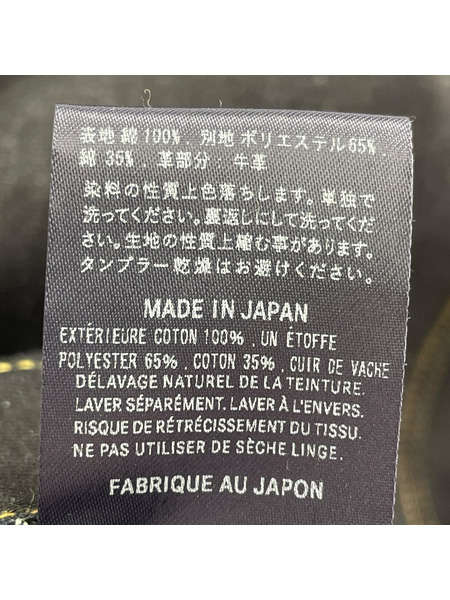 表地 綿 100%. 別地 ポリエステル 65%
綿 35%. 革部分 : 牛革
染料の性質上色落ちします。単独で
洗ってください。裏返しにして洗ってくだ
さい。生地の性質上縮む事があります。
タンブラー乾燥はお避けください。
MADE IN JAPAN
EXTÉRIEURE COTON 100% . UN ÉTOFFE
POLYESTER 65% . COTON 35% . CUIR DE VACHE
DÉLAVAGE NATUREL DE LA TEINTURE.
LAVER SÉPARÉMENT. LAVER À L'ENVERS.
RISQUE DE RÉTRÉCISSEMENT DU TISSU.
NE PAS UTILISER DE SÈCHE LINGE.
FABRIQUE AU JAPON